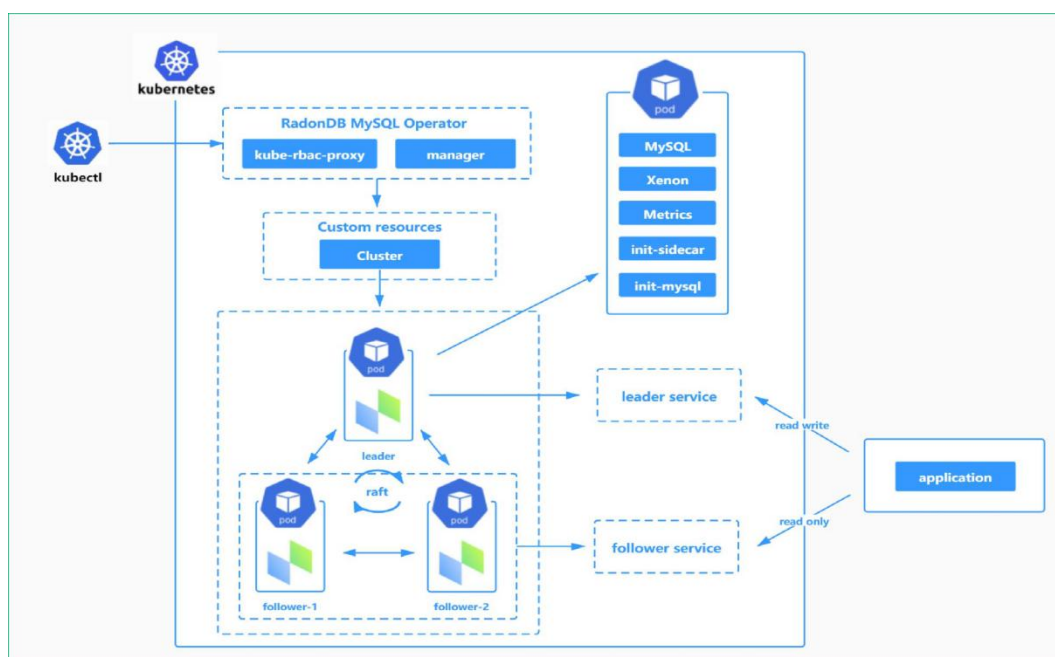 kubernetes
kubectl
RadonDB MySQL Operator
kube-rbac-proxy
manager
Custom resources
Cluster
pod
MySQL
Xenon
Metrics
init-sidecar
init-mysql
pod
leader
raft
pod
follower-1
pod
follower-2
leader service
follower service
read write
read only
application